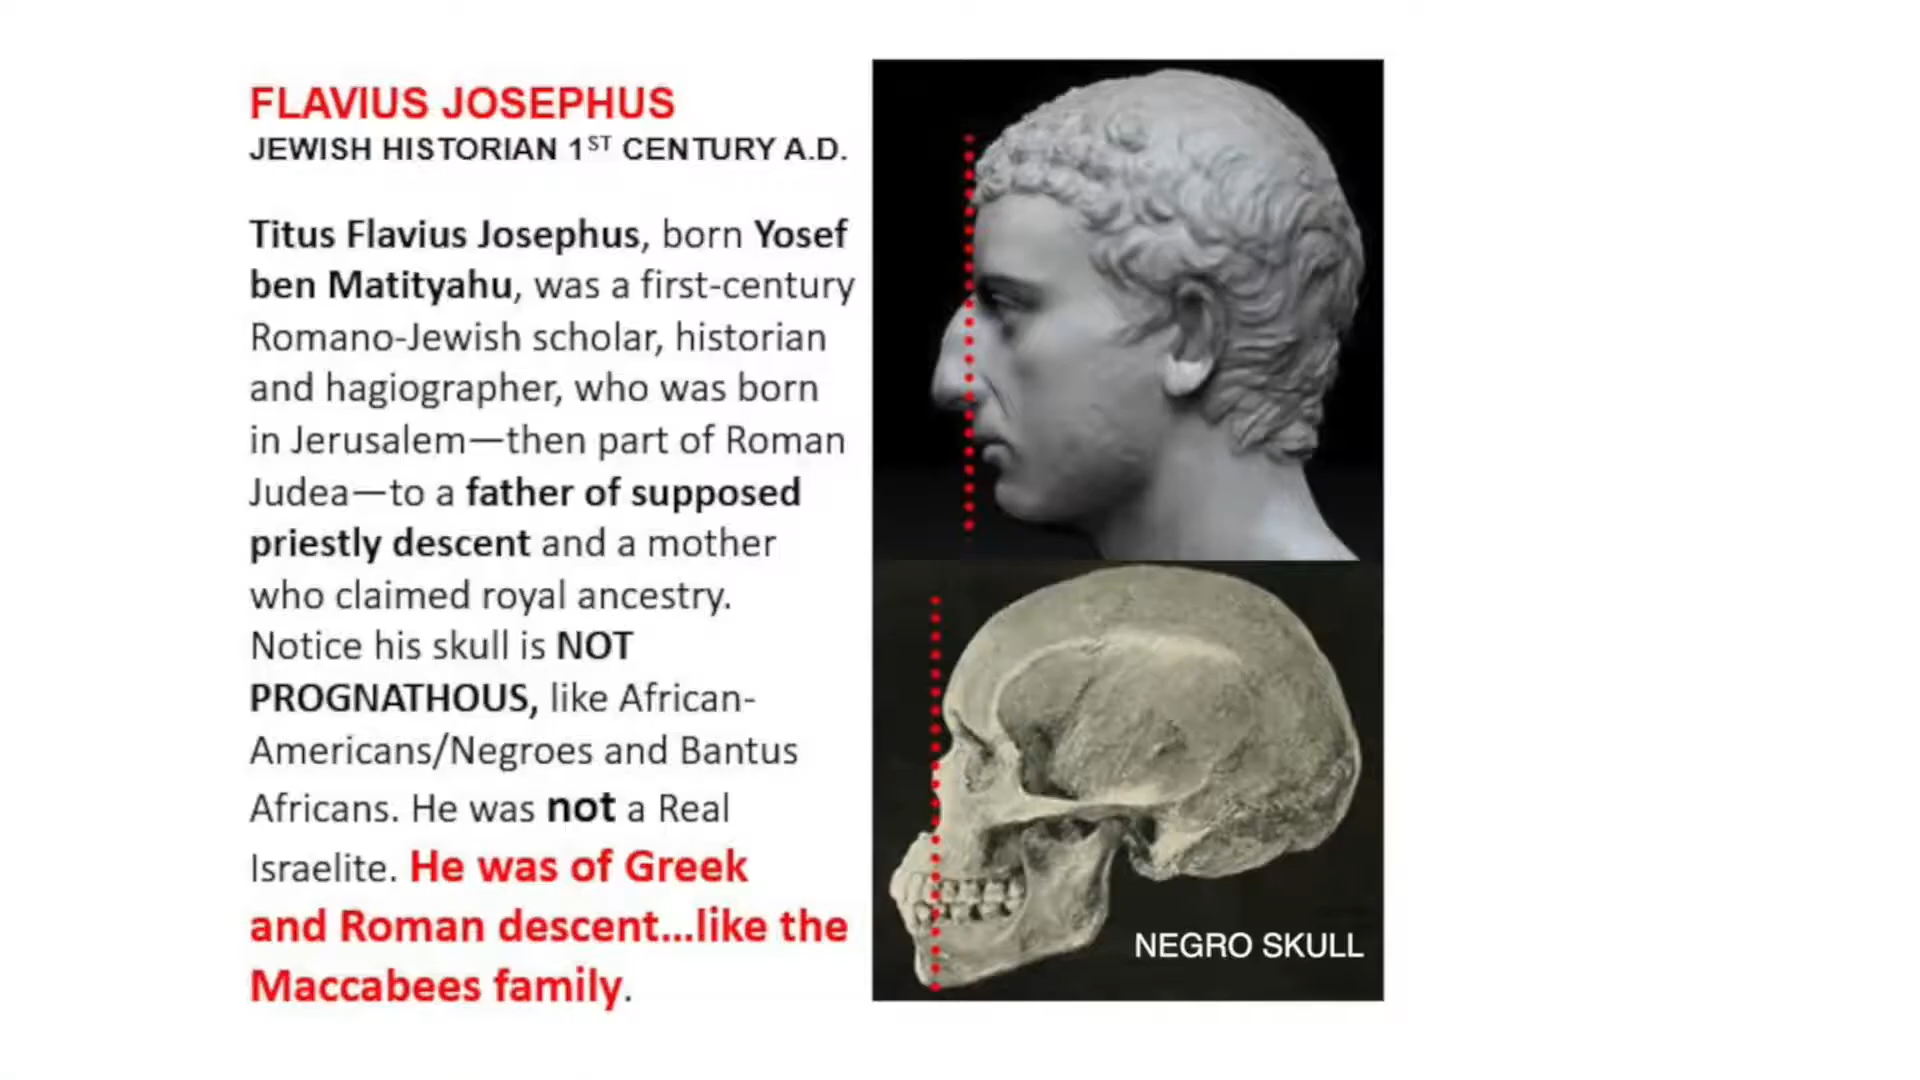 FLAVIUS JOSEPHUS
JEWISH HISTORIAN 1ST CENTURY A.D.
Titus Flavius Josephus, born Yosef
ben Matityahu, was a first-century
Romano-Jewish scholar, historian
and hagiographer, who was born
in Jerusalem—then part of Roman
Judea—to a father of supposed
priestly descent and a mother
who claimed royal ancestry.
Notice his skull is NOT
PROGNATHOUS, like African-
Americans/Negroes and Bantus
Africans. He was not a Real
Israelite. He was of Greek
and Roman descent...like the
Maccabees family.
NEGRO SKULL